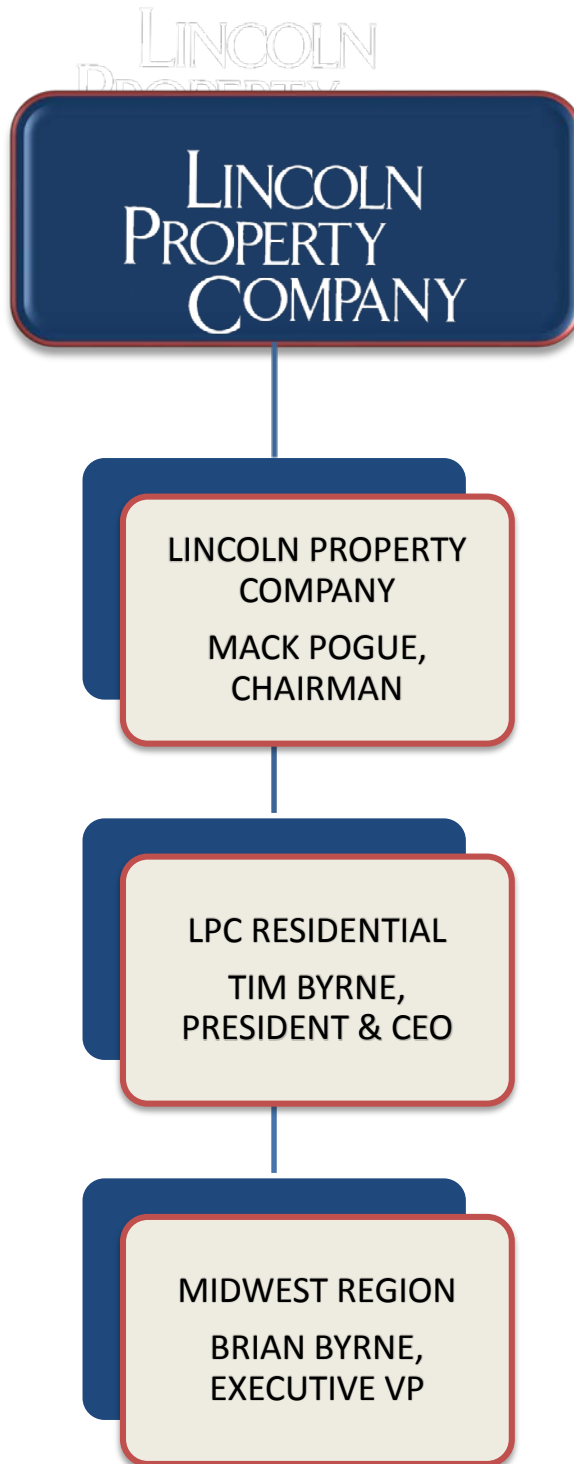 LINCOLN
PROPERTY
LINCOLN
PROPERTY
COMPANY
LINCOLN PROPERTY
COMPANY
MACK POGUE,
CHAIRMAN
LPC RESIDENTIAL
TIM BYRNE,
PRESIDENT & CEO
MIDWEST REGION
BRIAN BYRNE,
EXECUTIVE VP